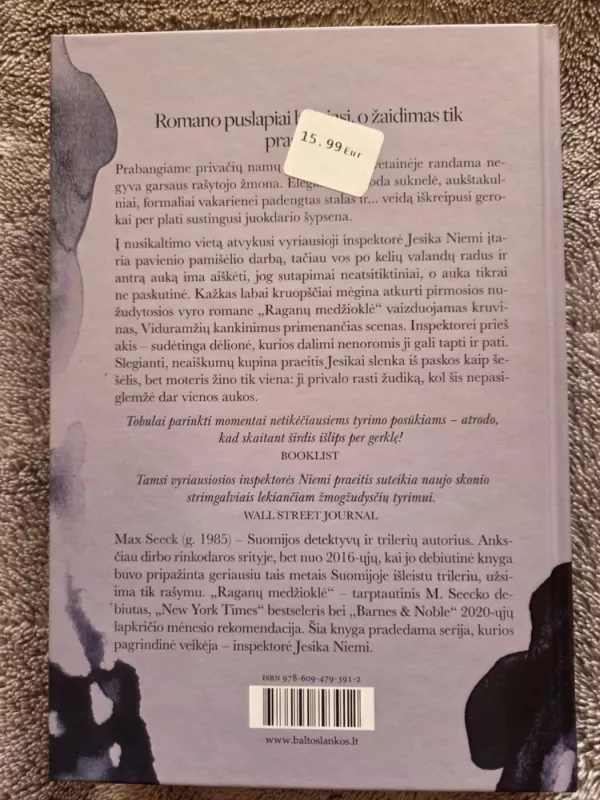 Romano puslapiai o žaidimas tik
15.99 Eur
Prabangiame privačių namų randama ne-
gyva garsaus rašytojo žmona. suknelė, aukštakul-
niai, formaliai vakarienei padengtas stalas ir... veidą iškreipusi gero-
kai per plati sustingusi juokdario šypsena.
Į nusikaltimo vietą atvykusi vyriausioji inspektorė Jesika Niemi įta-
ria pavienio pamišėlio darbą, tačiau vos po kelių valandų radus ir
antrą auką ima aiškėti, jog sutapimai neatsitiktiniai, o auka tikrai
ne paskutinė. Kažkas labai kruopščiai mėgina atkurti pirmosios nu-
žudytosios vyro romane „Raganų medžioklė“ vaizduojamas kruvi-
nas, Viduramžių kankinimus primenančias scenas. Inspektorei prieš
akis – sudėtinga dėlionė, kurios dalimi nenoromis ji gali tapti ir pati.
Slegianti, neaiškumų kupina praeitis Jesikai slenka iš paskos kaip še-
šėlis, bet moteris žino tik viena: ji privalo rasti žudiką, kol šis nepasi-
glemžė dar vienos aukos.
Tobulai parinkti momentai netikėčiausiems tyrimo posūkiams – atrodo,
kad skaitant širdis išlips per gerklę!
BOOKLIST
Tamsi vyriausiosios inspektorės Niemi praeitis suteikia naujo skonio
strimgalviais lekiančiam žmogžudysčių tyrimui.
WALL STREET JOURNAL
Max Seeck (g. 1985) – Suomijos detektyvų ir trilerių autorius. Anks-
čiau dirbo rinkodaros srityje, bet nuo 2016-ųjų, kai jo debiutinė knyga
buvo pripažinta geriausiu tais metais Suomijoje išleistu trileriu, užsi-
ima tik rašymu. „Raganų medžioklė“ – tarptautinis M. Seecko de-
biutas, „New York Times“ bestseleris bei „Barnes & Noble“ 2020-ųjų
lapkričio mėnesio rekomendacija. Šia knyga pradedama serija, kurios
pagrindinė veikėja – inspektorė Jesika Niemi.
ISBN 978-609-479-391-2
www.baltoslankos.lt